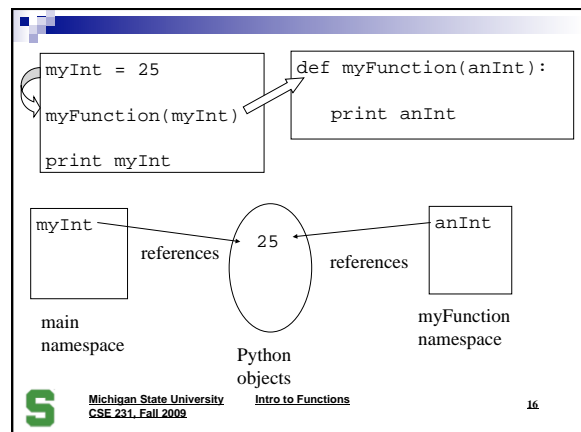 myInt = 25
myFunction(myInt)
print myInt
def myFunction(anInt):
print anInt
myInt
references
25
references
anInt
main
namespace
Python
objects
myFunction
namespace
S
Michigan State University Intro to Functions 16
CSE 231, Fall 2009